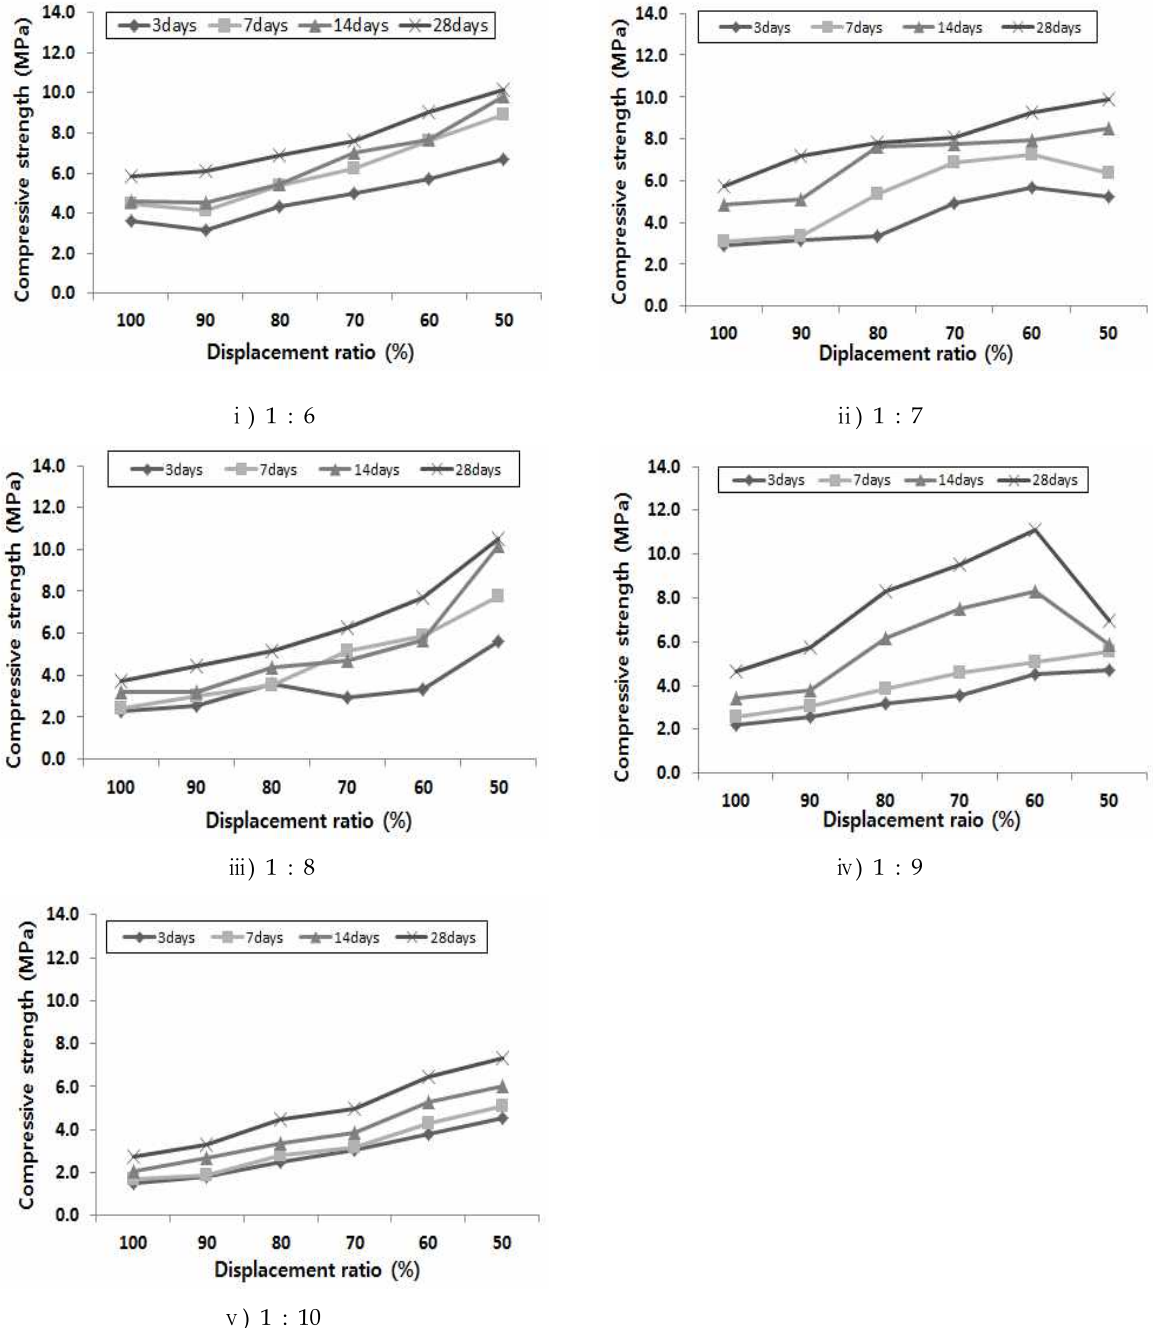 14.0
12.0
10.0
8.0
6.0
4.0
2.0
0.0
Compressive strength (MPa)
3days 7days 14days 28days
100 90 80 70 60 50
Displacement ratio (%)
i ) 1 : 6
14.0
12.0
10.0
8.0
6.0
4.0
2.0
0.0
Compressive strength (MPa)
3days 7days 14days 28days
100 90 80 70 60 50
Diplacement ratio (%)
ii ) 1 : 7
14.0
12.0
10.0
8.0
6.0
4.0
2.0
0.0
Compressive strength (MPa)
3days 7days 14days 28days
100 90 80 70 60 50
Displacement ratio (%)
iii ) 1 : 8
14.0
12.0
10.0
8.0
6.0
4.0
2.0
0.0
Compressive strength (MPa)
3days 7days 14days 28days
100 90 80 70 60 50
Displacement raio (%)
iv ) 1 : 9
14.0
12.0
10.0
8.0
6.0
4.0
2.0
0.0
Compressive strength (MPa)
3days 7days 14days 28days
100 90 80 70 60 50
Displacement ratio (%)
v ) 1 : 10